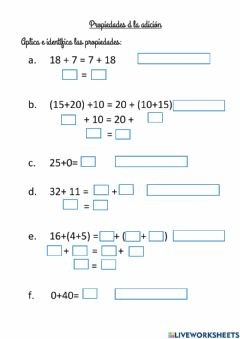 Propiedades d la adición
Aplica e identifica las propiedades:
a. 18 + 7 = 7 + 18
=
b. (15+20) +10 = 20 + (10+15)
+ 10 = 20 +
=
c. 25+0=
d. 32+ 11 = +
=
e. 16+(4+5) = + ( + )
+ = +
=
f. 0+40=
LIVEWORKSHEETS